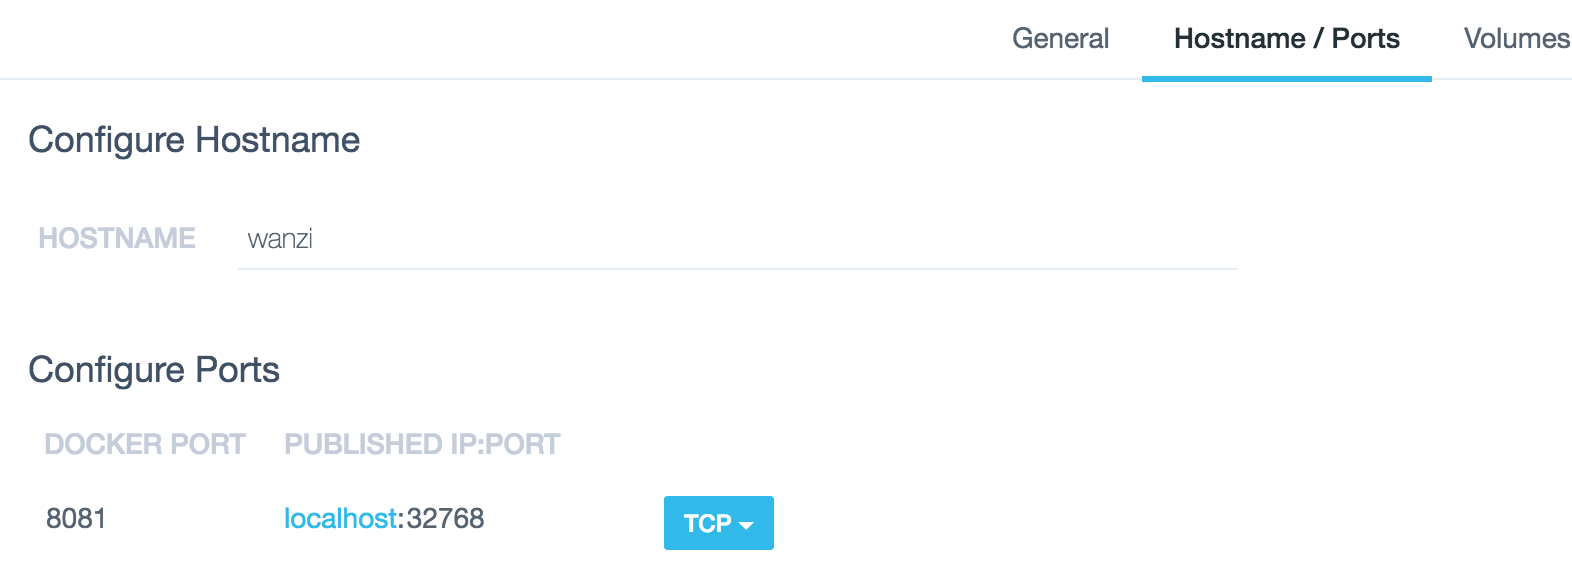 General Hostname / Ports Volumes
Configure Hostname
HOSTNAME wanzi
Configure Ports
DOCKER PORT PUBLISHED IP:PORT
8081 localhost:32768 TCP